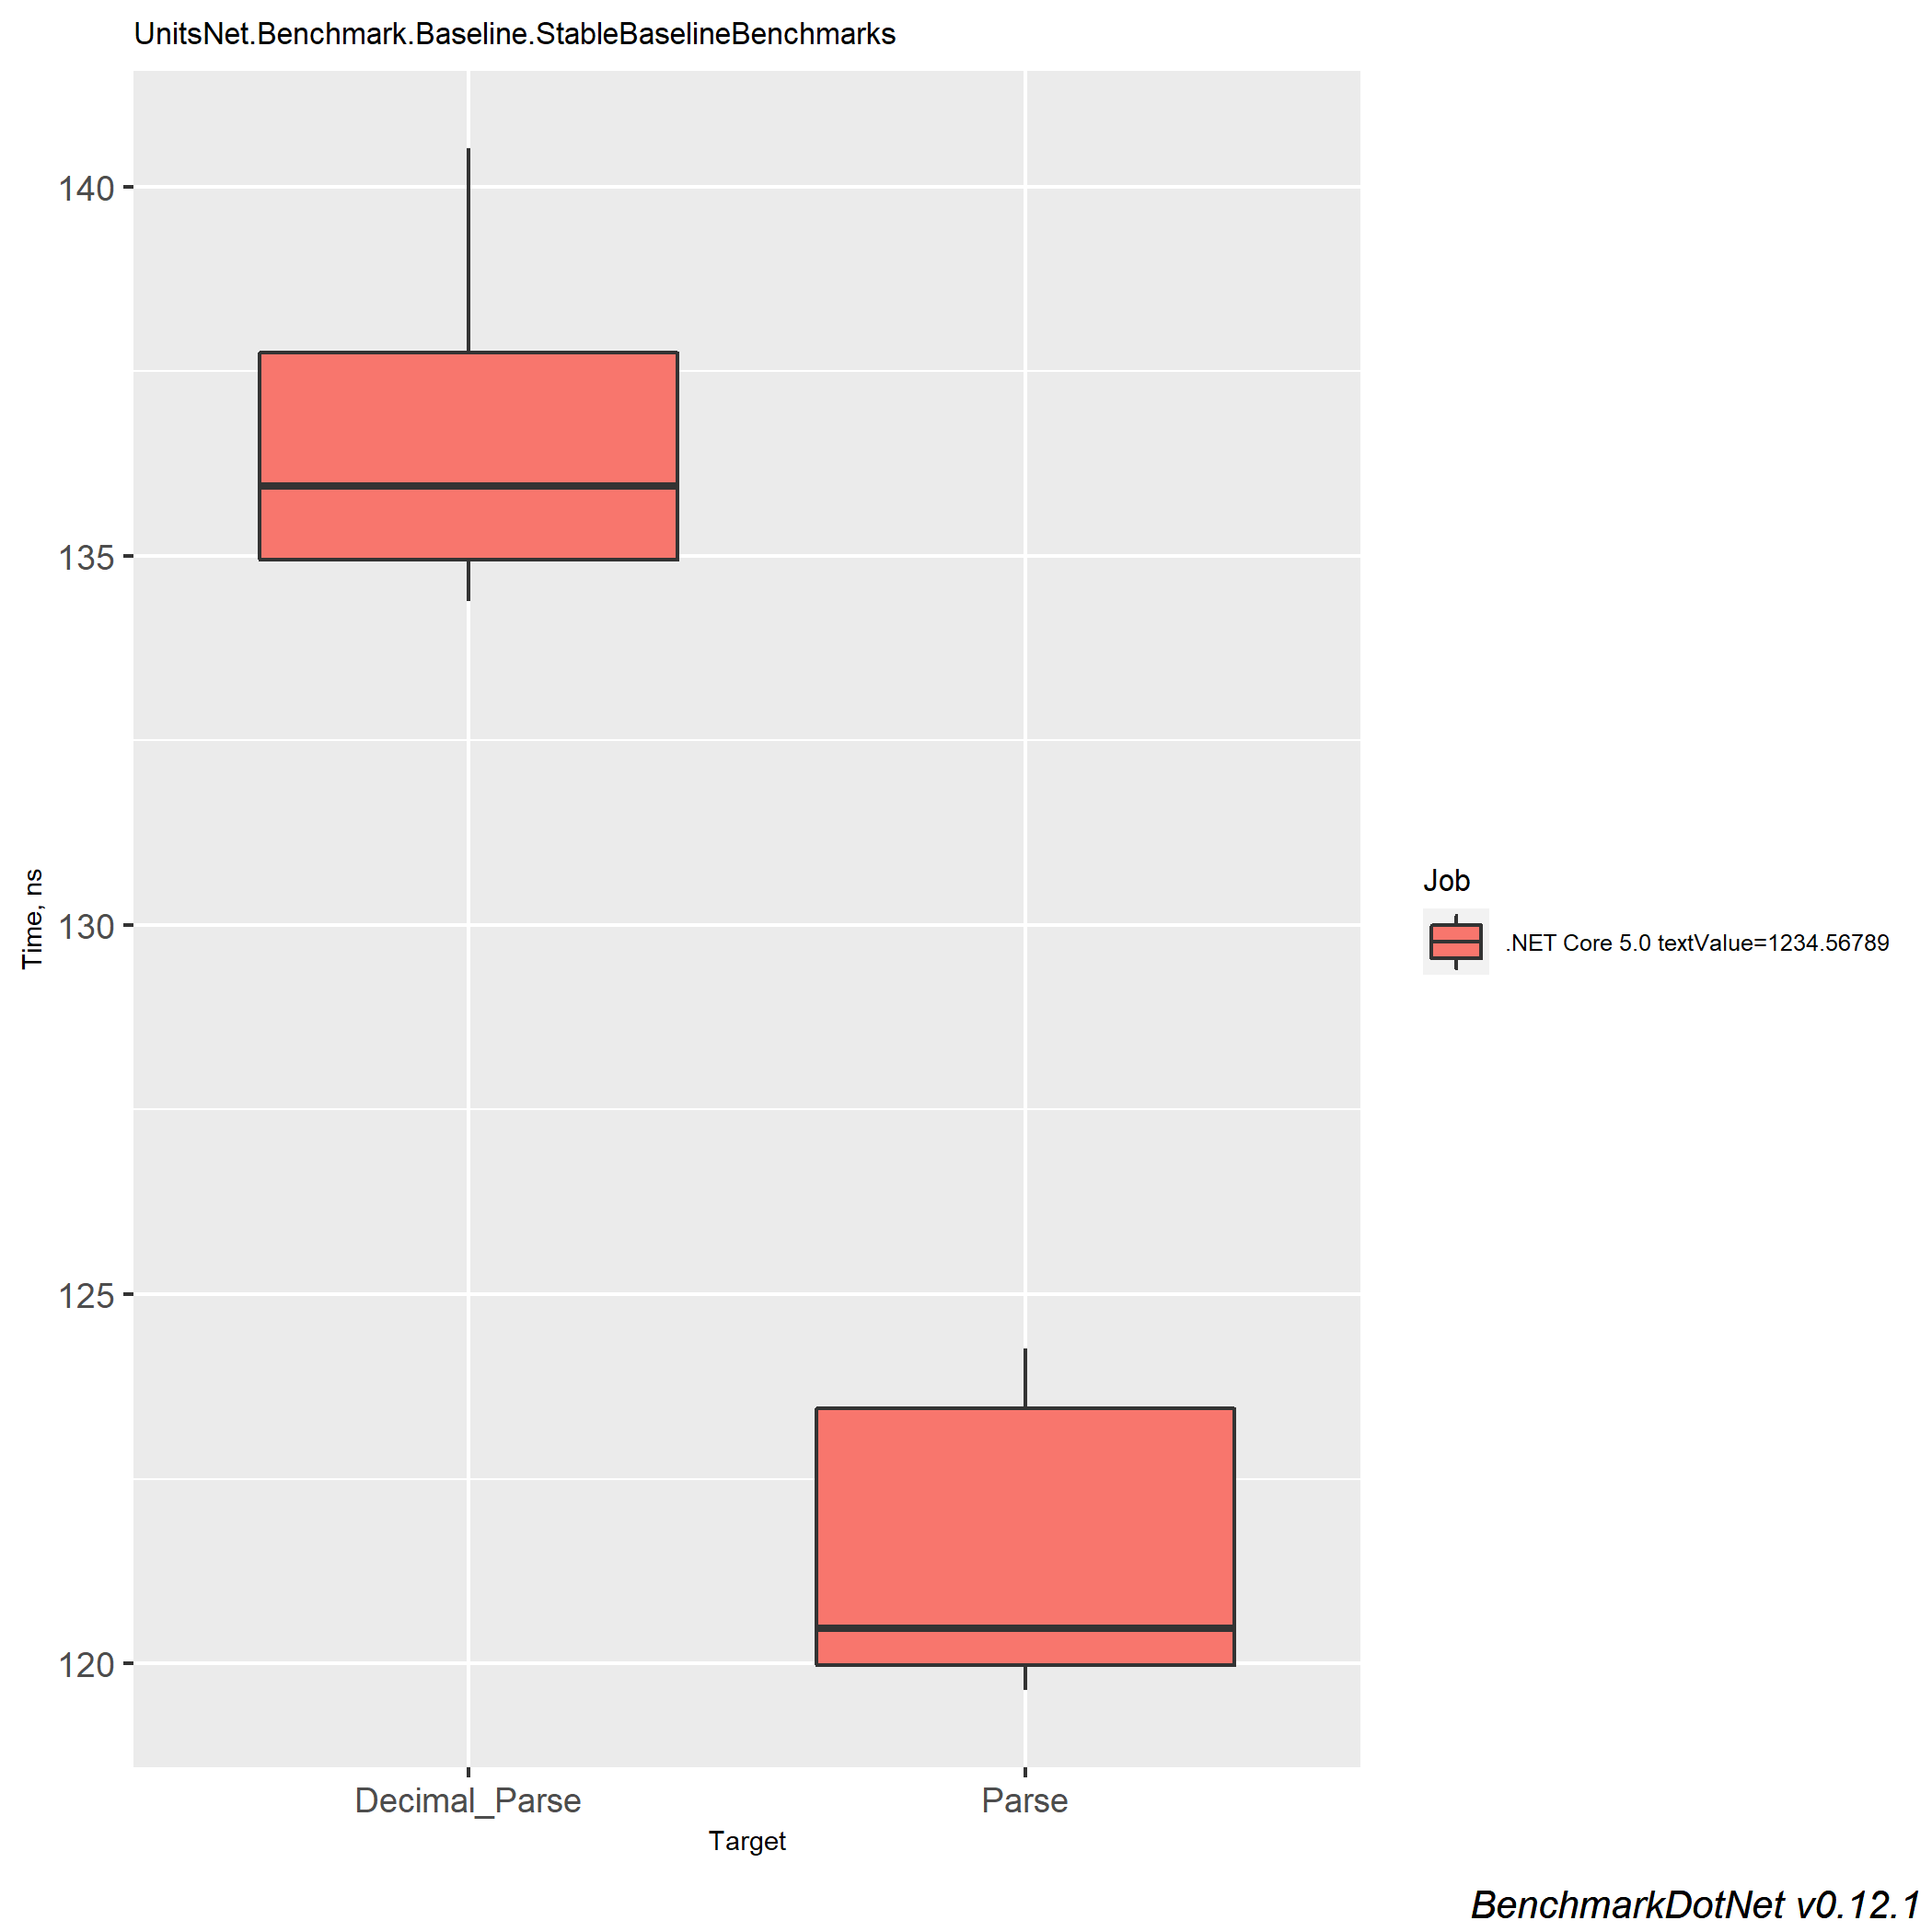 UnitsNet.Benchmark.Baseline.StableBaselineBenchmarks
140
135
130
125
120
Time, ns
Decimal_Parse
Parse
Target
Job
.NET Core 5.0 textValue=1234.56789
BenchmarkDotNet v0.12.1